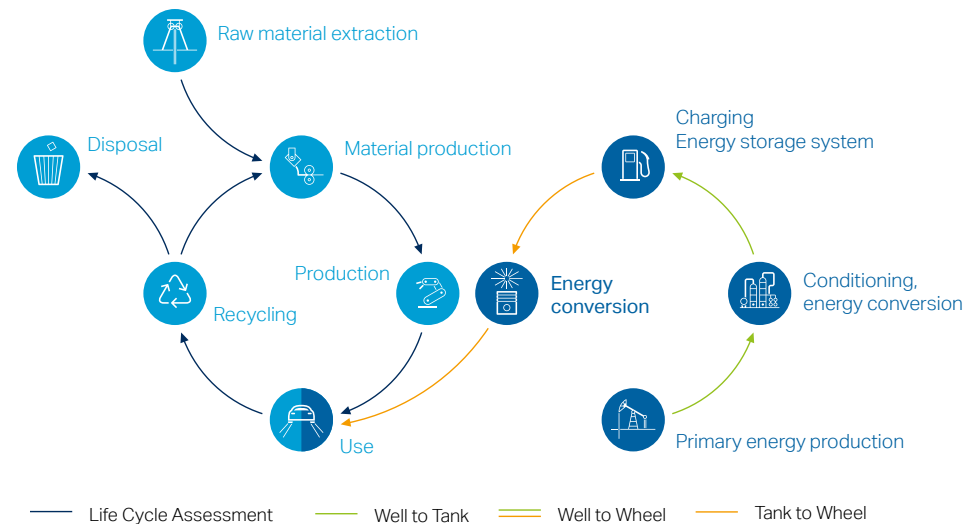 Raw material extraction
Disposal
Material production
Charging
Energy storage system
Production
Energy
conversion
Conditioning,
energy conversion
Recycling
Use
Primary energy production
Life Cycle Assessment
Well to Tank
Well to Wheel
Tank to Wheel